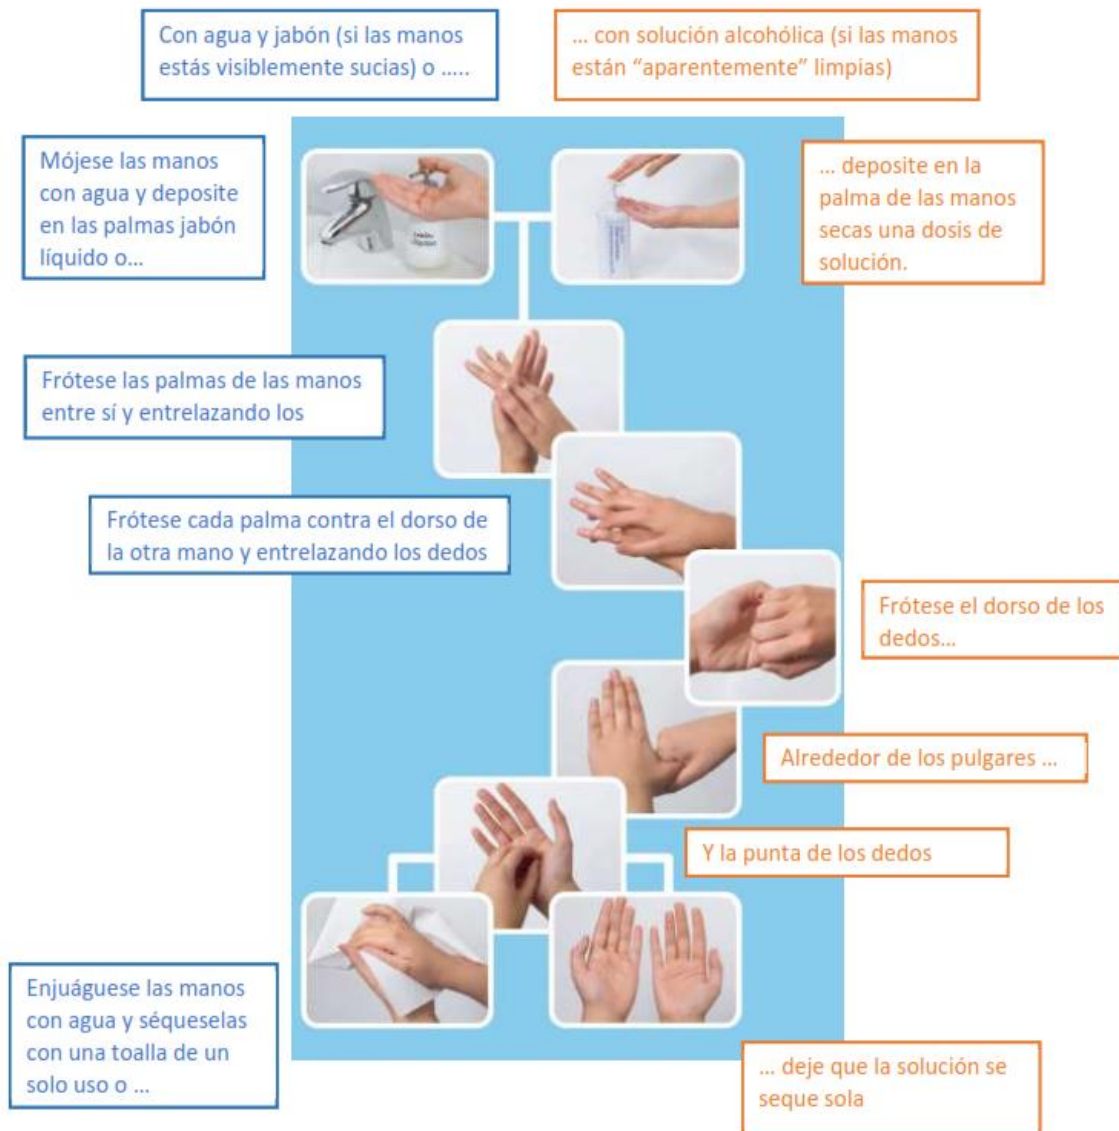 Con agua y jabón (si las manos
estás visiblemente sucias) o .....
... con solución alcohólica (si las manos
están “aparentemente” limpias)
Mójese las manos
con agua y deposite
en las palmas jabón
líquido o...
... deposite en la
palma de las manos
secas una dosis de
solución.
Frótese las palmas de las manos
entre sí y entrelazando los
Frótese cada palma contra el dorso de
la otra mano y entrelazando los dedos
Frótese el dorso de los
dedos...
Alrededor de los pulgares ...
Y la punta de los dedos
Enjuáguese las manos
con agua y séqueselas
con una toalla de un
solo uso o ...
... deje que la solución se
seque sola